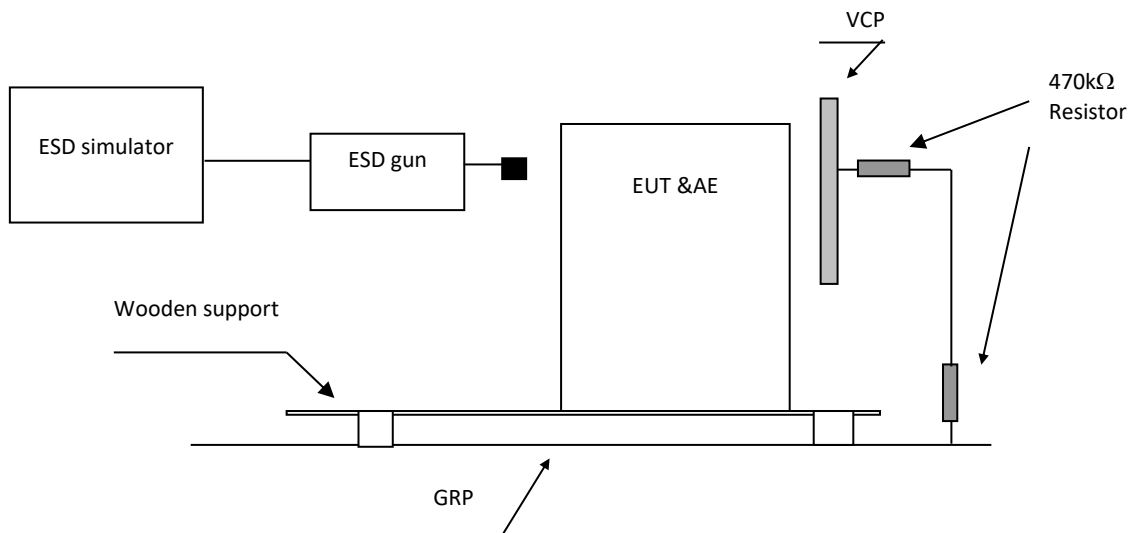 VCP
470kΩ
Resistor
ESD simulator
ESD gun
EUT &AE
Wooden support
GRP